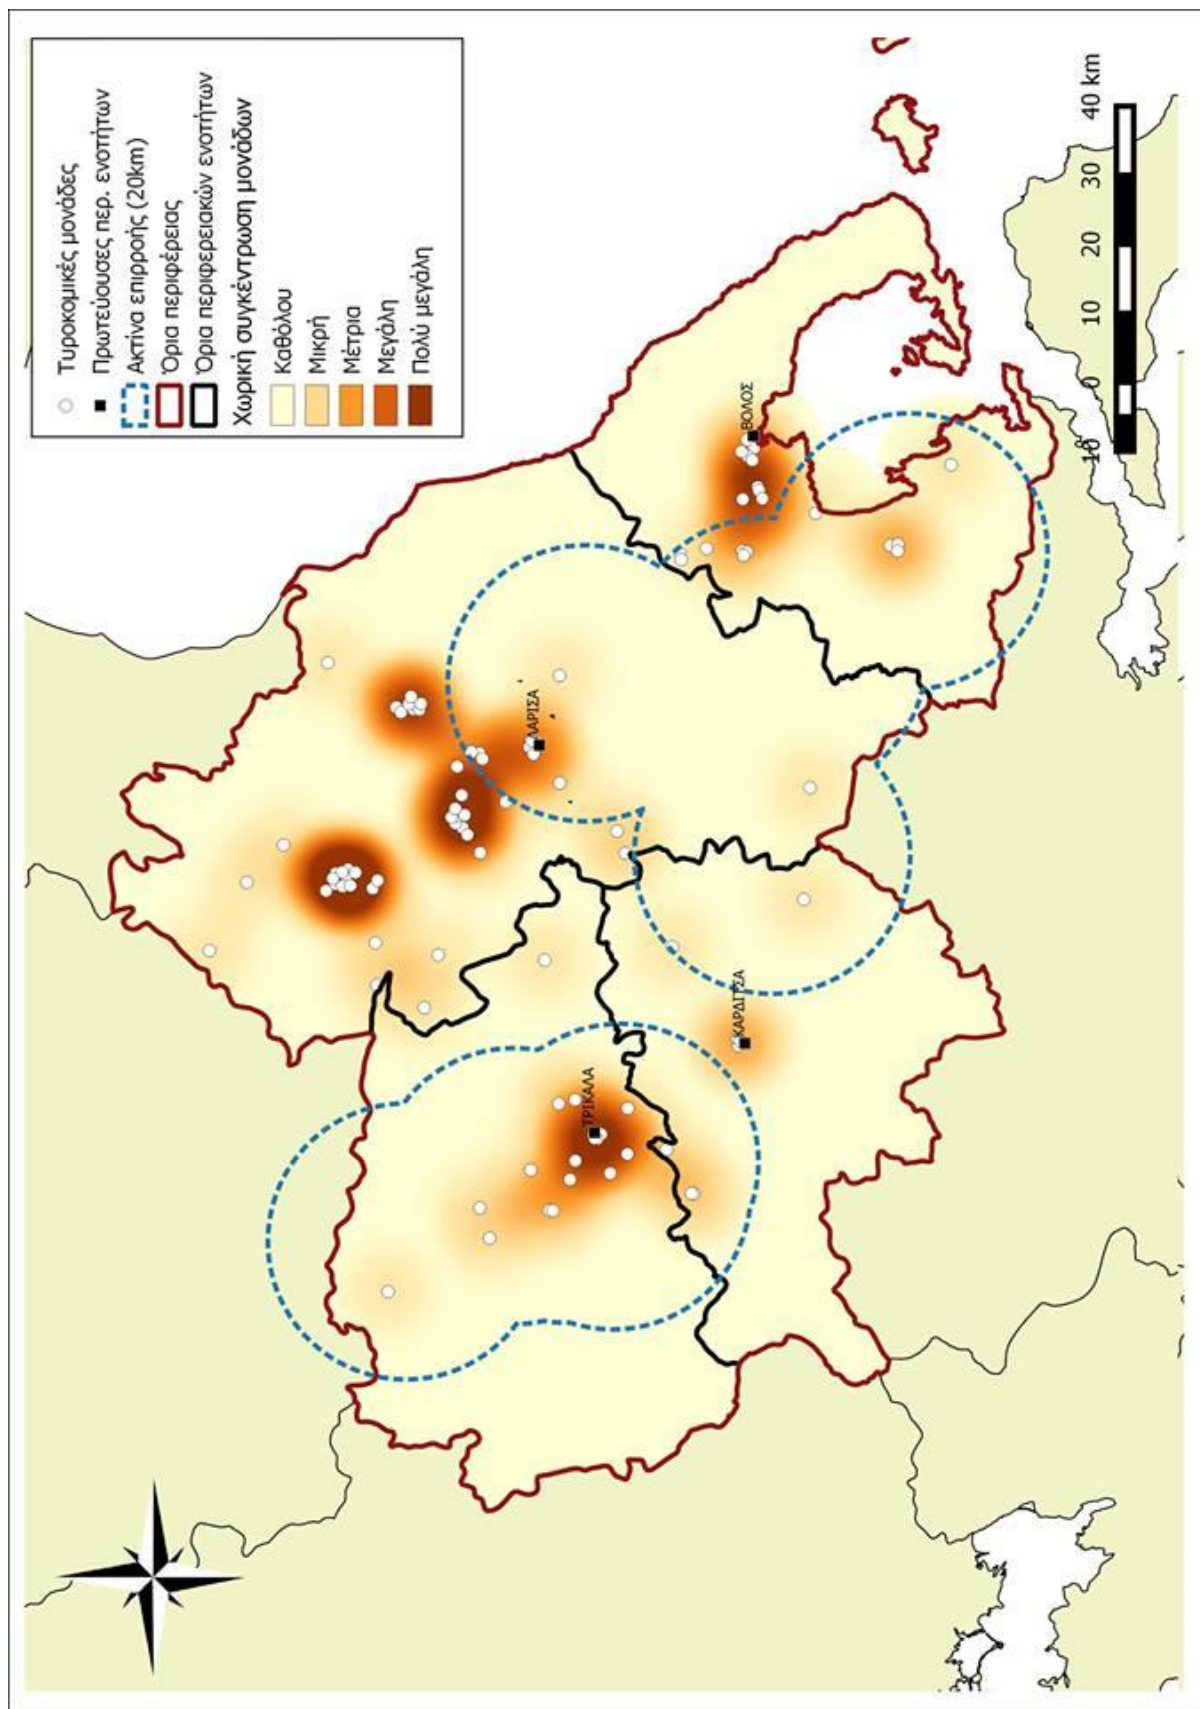 Τυροκομικές μονάδες
Πρωτεύουσες περ. ενοτήτων
Ακτίνα επιρροής (20km)
Όρια περιφέρειας
Όρια περιφερειακών ενοτήτων
Χωρική συγκέντρωση μονάδων
Καθόλου
Μικρή
Μέτρια
Μεγάλη
Πολύ μεγάλη
ΛΑΡΙΣΑ
ΤΡΙΚΑΛΑ
ΚΑΡΔΙΤΣΑ
ΒΟΛΟΣ
10 0 10 20 30 40 km